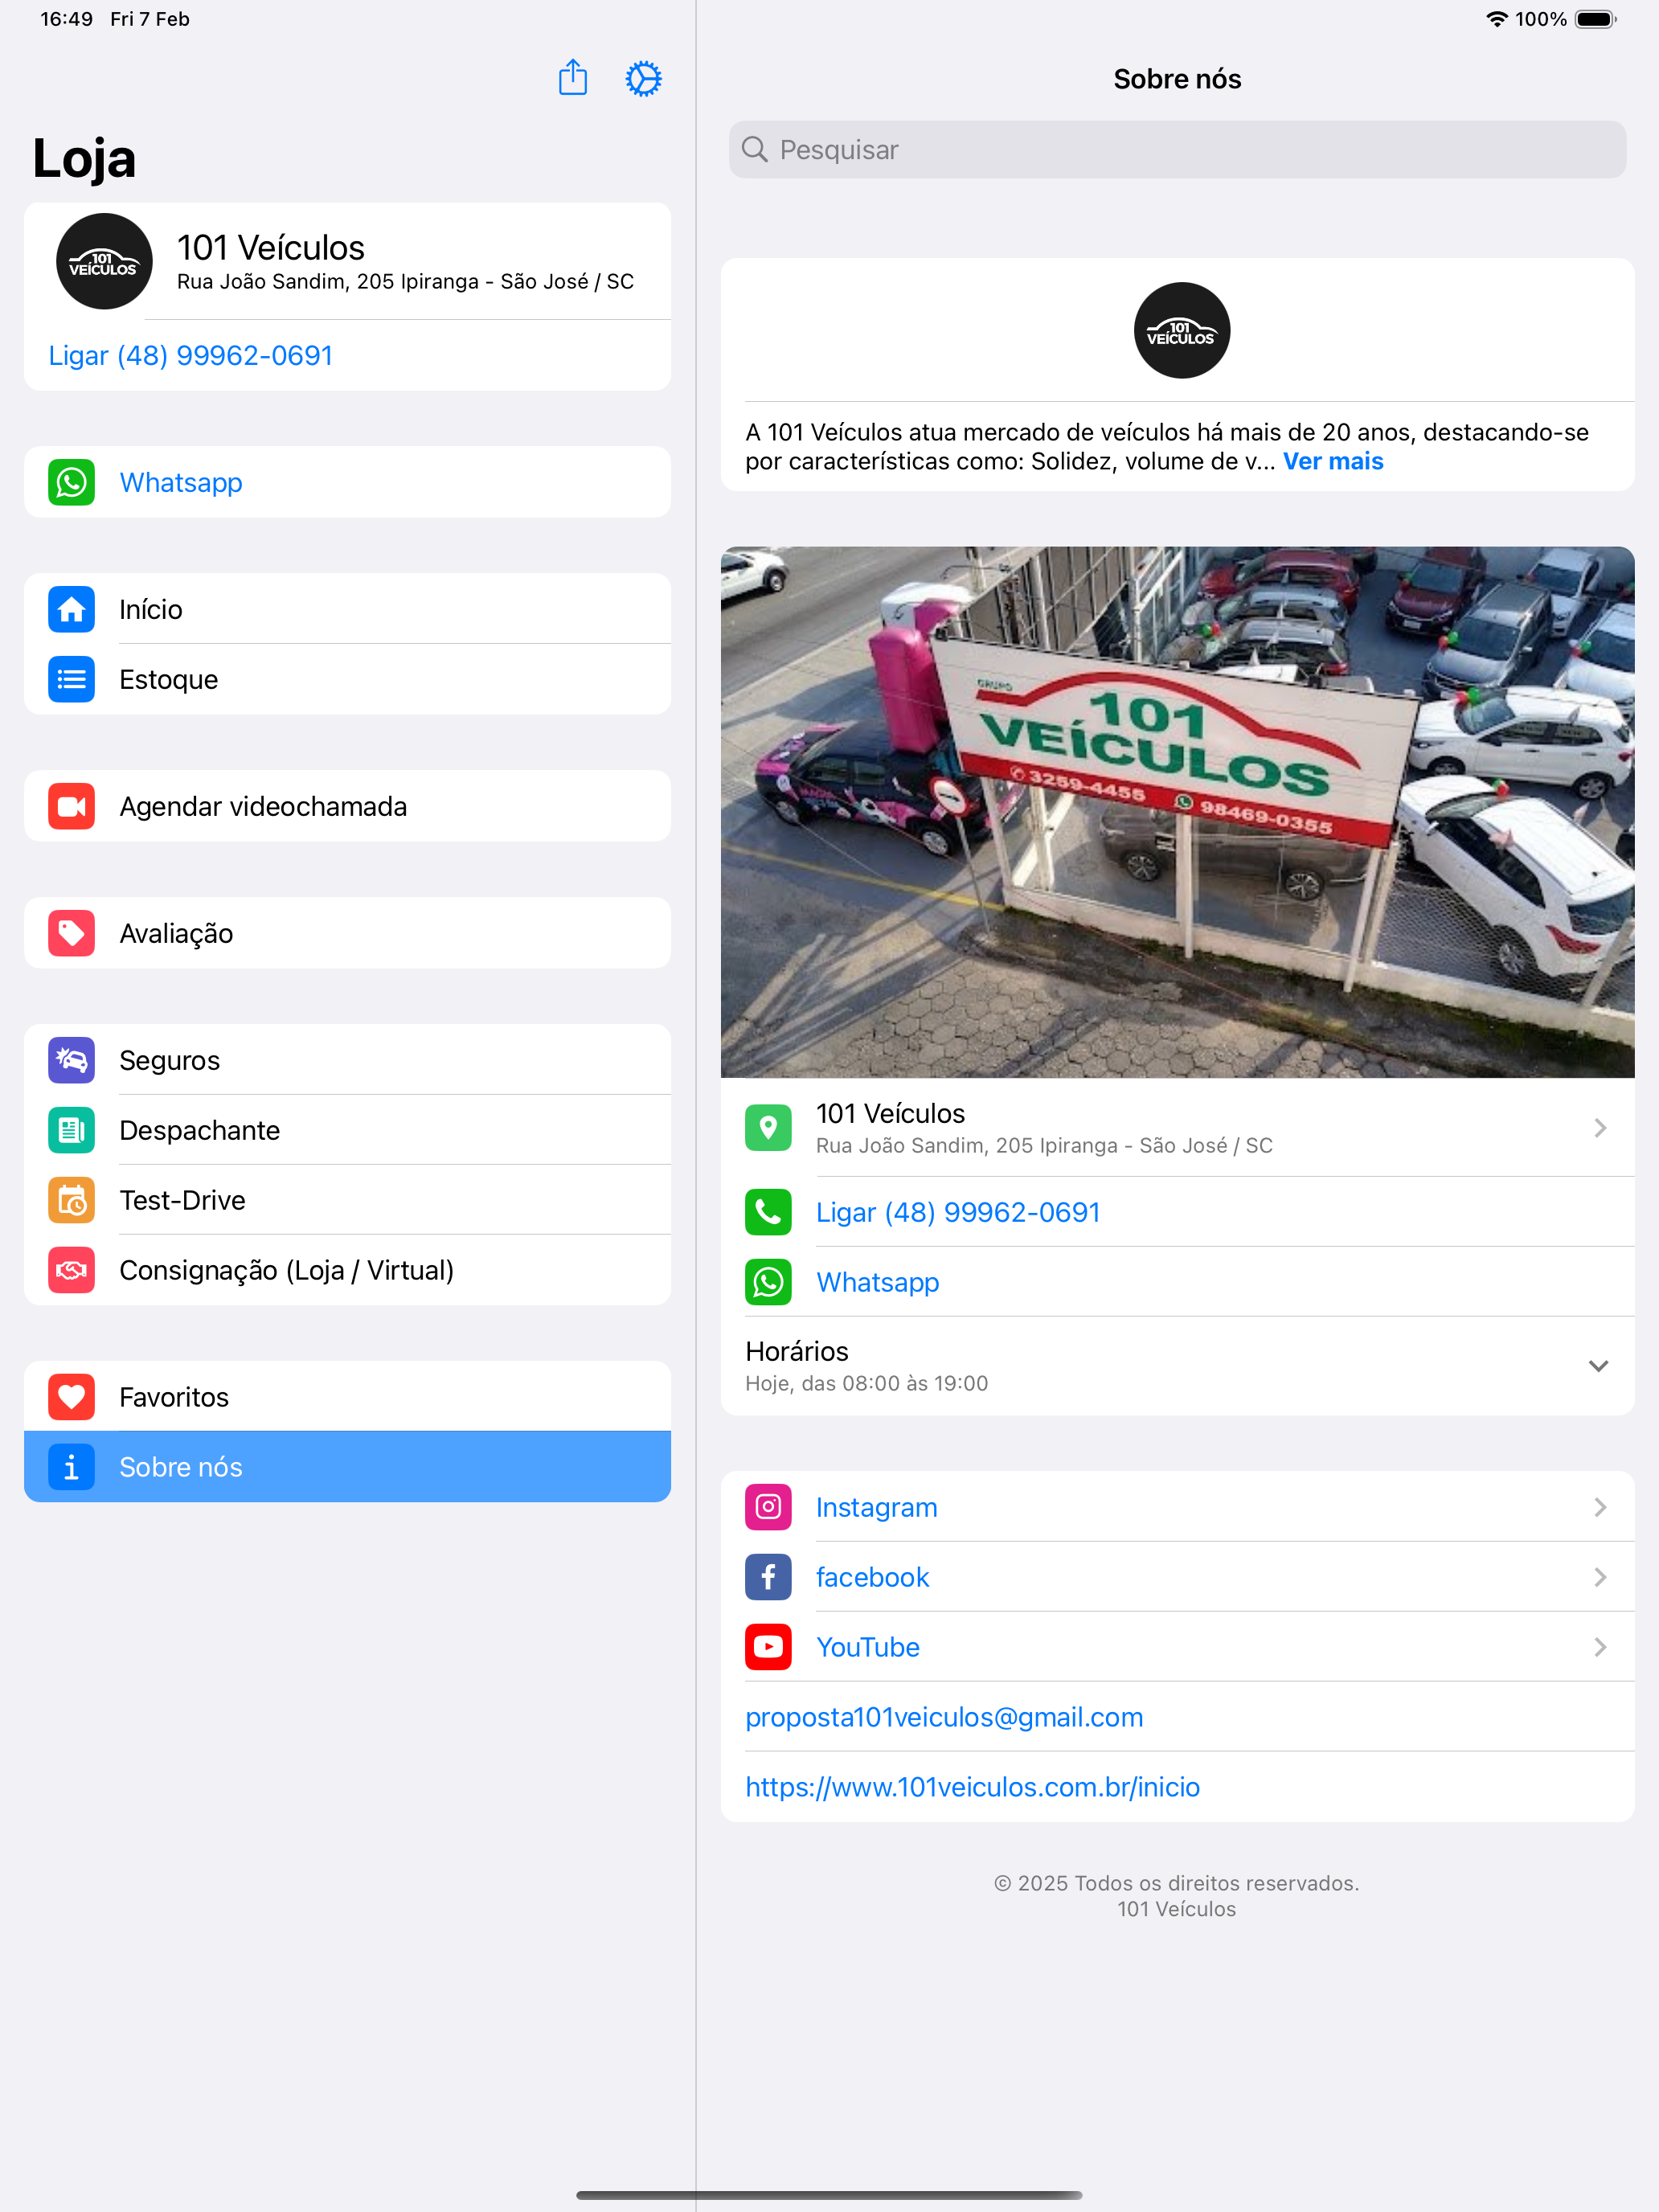 16:49 Fri 7 Feb
100%
Loja
101
VEÍCULOS
101 Veículos
Rua João Sandim, 205 Ipiranga - São José / SC
Ligar (48) 99962-0691
Whatsapp
Início
Estoque
Agendar videochamada
Avaliação
Seguros
Despachante
Test-Drive
Consignação (Loja / Virtual)
Favoritos
Sobre nós
Sobre nós
Pesquisar
101
VEÍCULOS
A 101 Veículos atua mercado de veículos há mais de 20 anos, destacando-se
por características como: Solidez, volume de v... Ver mais
GRUPO
101
VEÍCULOS
3259-4455 98469-0355
101 Veículos
Rua João Sandim, 205 Ipiranga - São José / SC
Ligar (48) 99962-0691
Whatsapp
Horários
Hoje, das 08:00 às 19:00
Instagram
facebook
YouTube
proposta101veiculos@gmail.com
https://www.101veiculos.com.br/inicio
© 2025 Todos os direitos reservados.
101 Veículos